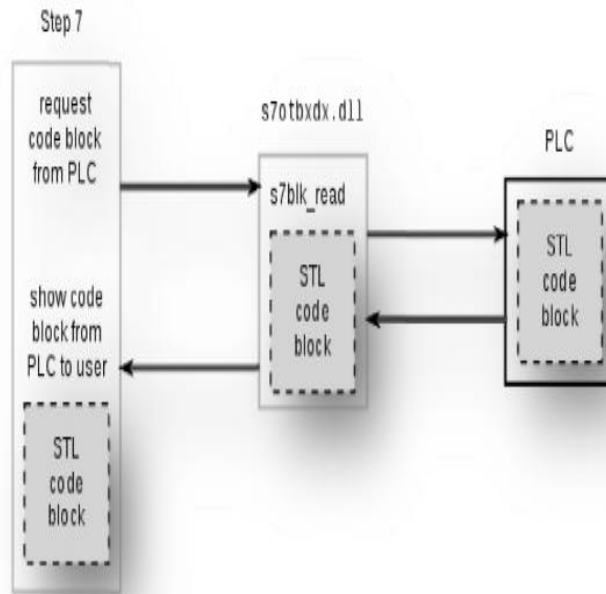 Step 7
request
code block
from PLC
show code
block from
PLC to user
STL
code
block
s7otbxdx.dll
s7blk_read
STL
code
block
PLC
STL
code
block